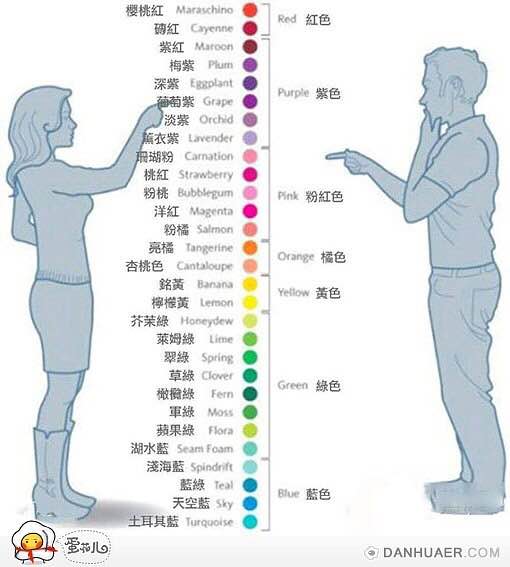 櫻桃紅 Maraschino
磚紅 Cayenne
Red 紅色
紫紅 Maroon
梅紫 Plum
深紫 Eggplant
葡萄紫 Grape
淡紫 Orchid
薰衣紫 Lavender
Purple 紫色
珊瑚粉 Carnation
桃紅 Strawberry
粉桃 Bubblegum
洋紅 Magenta
粉橘 Salmon
Pink 粉紅色
亮橘 Tangerine
杏桃色 Cantaloupe
Orange 橘色
銘黃 Banana
檸檬黃 Lemon
Yellow 黃色
芥茉綠 Honeydew
萊姆綠 Lime
翠綠 Spring
草綠 Clover
橄欖綠 Fern
軍綠 Moss
蘋果綠 Flora
湖水藍 Seam Foam
Green 綠色
淺海藍 Spindrift
藍綠 Teal
天空藍 Sky
土耳其藍 Turquoise
Blue 藍色
蛋花儿
DANHUAER.COM